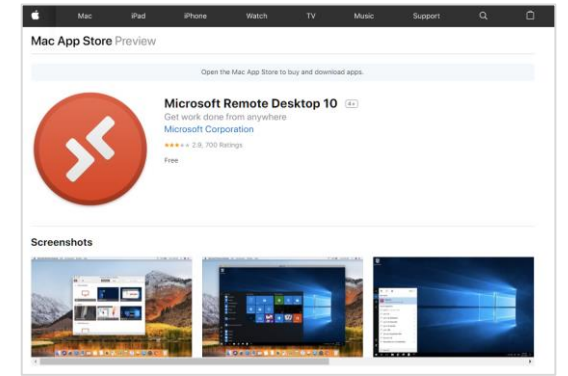 Mac
iPad
iPhone
Watch
TV
Music
Support
Mac App Store Preview
Open the Mac App Store to buy and download apps.
Microsoft Remote Desktop 10 4+
Get work done from anywhere
Microsoft Corporation
★★★★★ 2.9, 700 Ratings
Free
Screenshots